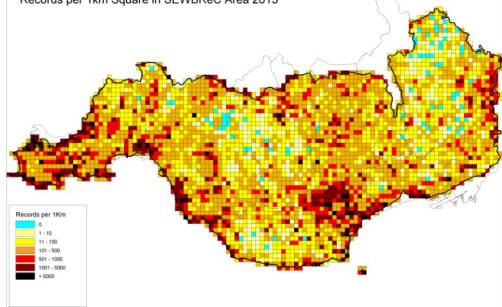 Records per 1km Square in SEWBReC Area 2013
Records per 1Km
0
1 - 10
11 - 100
101 - 500
501 - 1000
1001 - 5000
> 5000